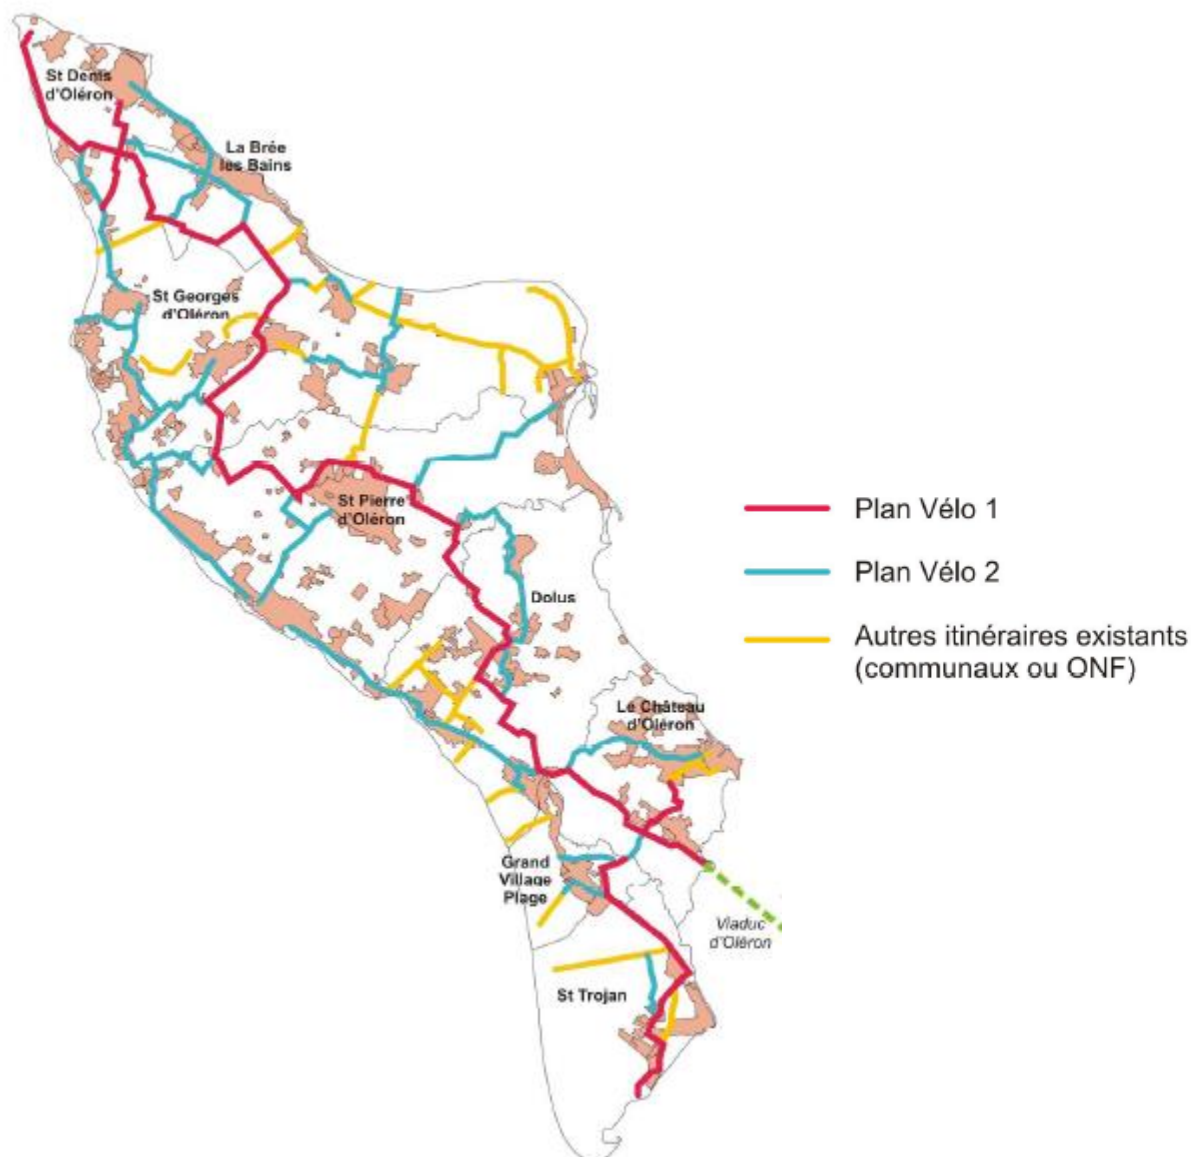 St Denis
d'Oléron
La Brée
les Bains
St Georges
d'Oléron
St Pierre
d'Oléron
Dolus
Le Château
d'Oléron
Grand
Village
Plage
Viaduc
d'Oléron
St Trojan
Plan Vélo 1
Plan Vélo 2
Autres itinéraires existants
(communaux ou ONF)